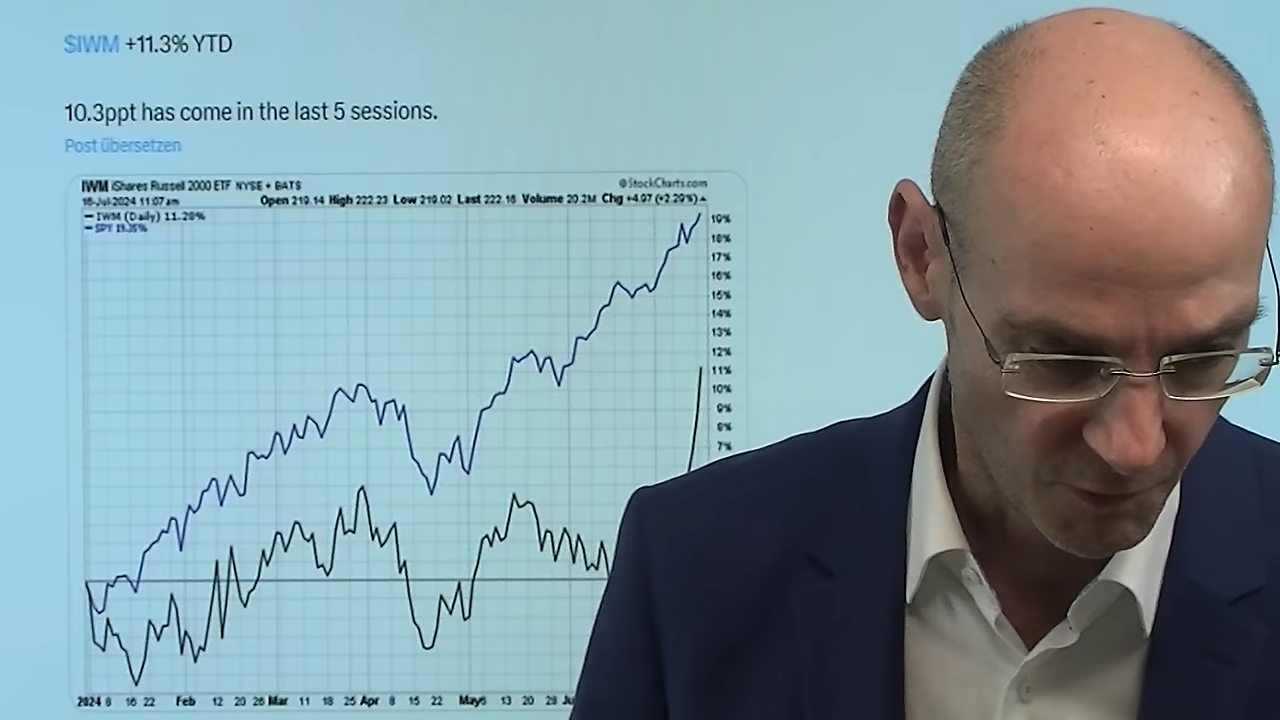 $IWM +11.3% YTD
10.3ppt has come in the last 5 sessions.
Post übersetzen
IWM iShares Russell 2000 ETF NYSE + BATS
© StockCharts.com
16-Jul-2024 11:07am
Open 219.14 High 222.23 Low 219.02 Last 222.16 Volume 20.2M Chg +4.97 (+2.29%)
IWM (Daily) 11.28%
SPY 19.35%
19%
18%
17%
16%
15%
14%
13%
12%
11%
10%
9%
8%
7%
2024 8 16 22 Feb 12 20 26 Mar 11 18 25 Apr 8 15 22 May 6 13 20 28